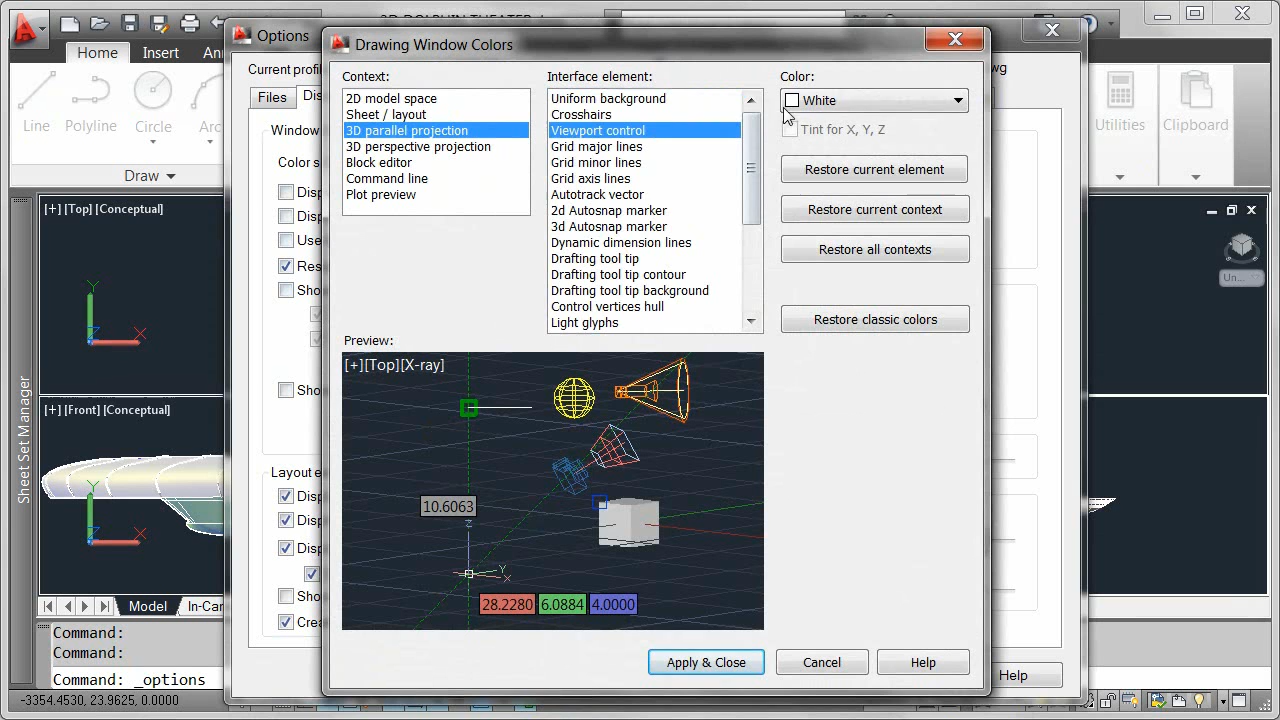 Options
Drawing Window Colors
Home
Insert
Line
Polyline
Circle
Arc
Draw
Utilities
Clipboard
Files
Context:
2D model space
Sheet / layout
3D parallel projection
3D perspective projection
Block editor
Command line
Plot preview
Interface element:
Uniform background
Crosshairs
Viewport control
Grid major lines
Grid minor lines
Grid axis lines
Autotrack vector
2d Autosnap marker
3d Autosnap marker
Dynamic dimension lines
Drafting tool tip
Drafting tool tip contour
Drafting tool tip background
Control vertices hull
Light glyphs
Color:
White
Tint for X, Y, Z
Restore current element
Restore current context
Restore all contexts
Restore classic colors
Preview:
[+][Top][X-ray]
10.6063
Z
Y
X
28.2280 6.0884 4.0000
Apply & Close
Cancel
Help
Help
[+] [Top] [Conceptual]
Y
X
[+] [Front] [Conceptual]
Y
X
Sheet Set Manager
Model
Command:
Command:
Command: _options
-3354.4530, 23.9625, 0.0000